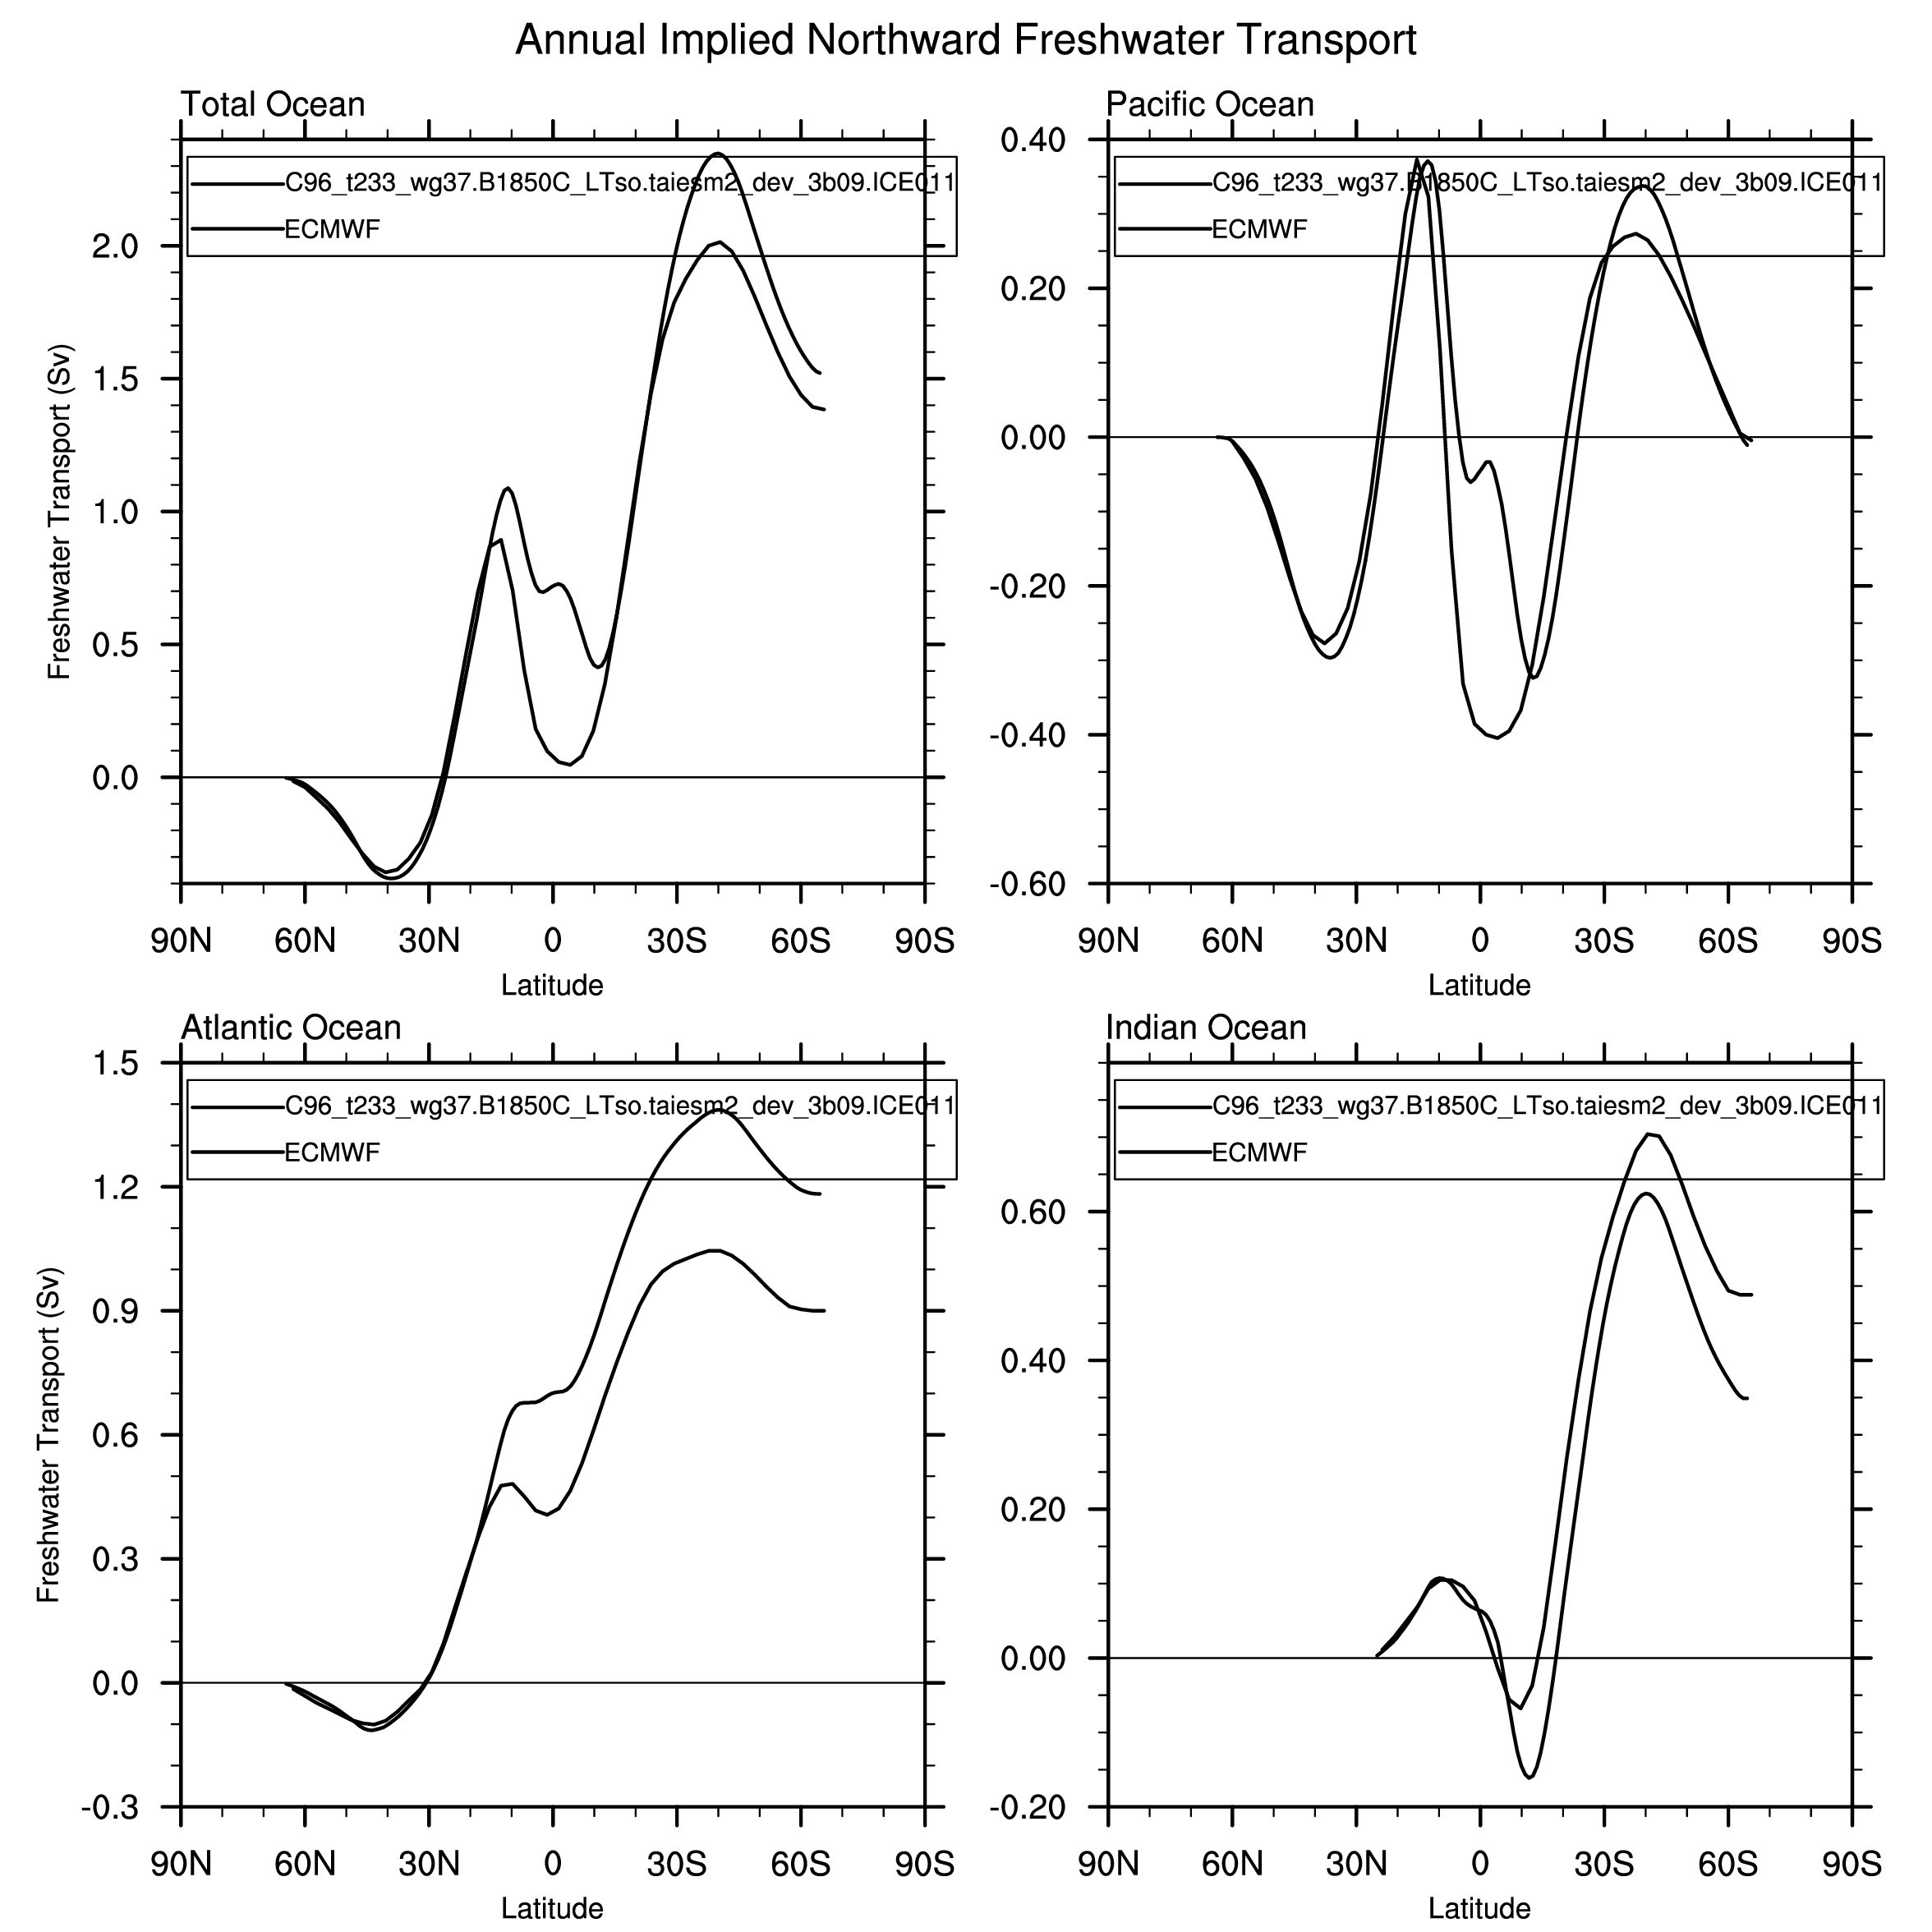 Annual Implied Northward Freshwater Transport
Total Ocean
C96_t233_wg37.B1850C_LTso.taiesm2_dev_3b09.ICE011
ECMWF
Freshwater Transport (Sv)
2.0
1.5
1.0
0.5
0.0
90N 60N 30N 0 30S 60S 90S
Latitude
Pacific Ocean
C96_t233_wg37.B1850C_LTso.taiesm2_dev_3b09.ICE011
ECMWF
0.40
0.20
0.00
-0.20
-0.40
-0.60
90N 60N 30N 0 30S 60S 90S
Latitude
Atlantic Ocean
C96_t233_wg37.B1850C_LTso.taiesm2_dev_3b09.ICE011
ECMWF
Freshwater Transport (Sv)
1.5
1.2
0.9
0.6
0.3
0.0
-0.3
90N 60N 30N 0 30S 60S 90S
Latitude
Indian Ocean
C96_t233_wg37.B1850C_LTso.taiesm2_dev_3b09.ICE011
ECMWF
0.60
0.40
0.20
0.00
-0.20
90N 60N 30N 0 30S 60S 90S
Latitude